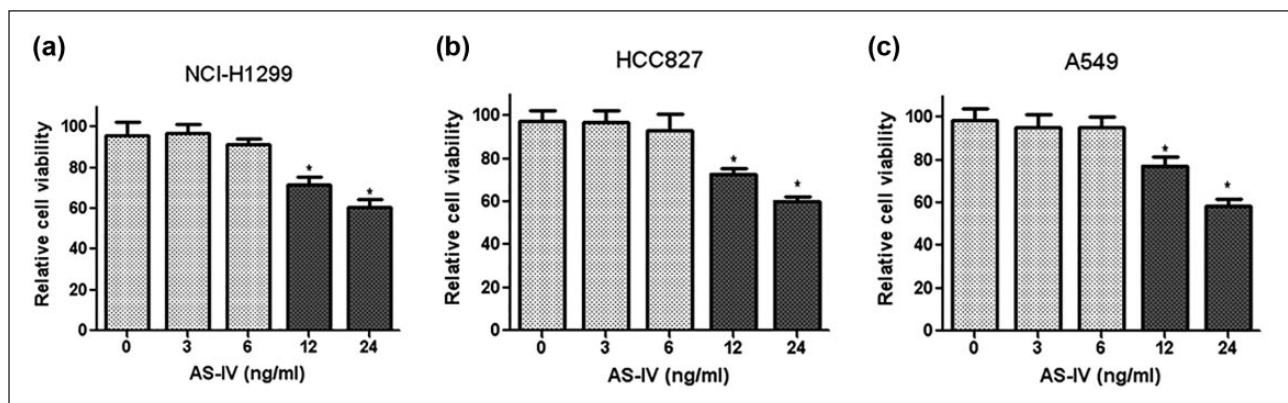 (a)
NCI-H1299
Relative cell viability
100
80
60
40
20
0
*
*
0 3 6 12 24
AS-IV (ng/ml)
(b)
HCC827
Relative cell viability
100
80
60
40
20
0
*
*
0 3 6 12 24
AS-IV (ng/ml)
(c)
A549
Relative cell viability
100
80
60
40
20
0
*
*
0 3 6 12 24
AS-IV (ng/ml)